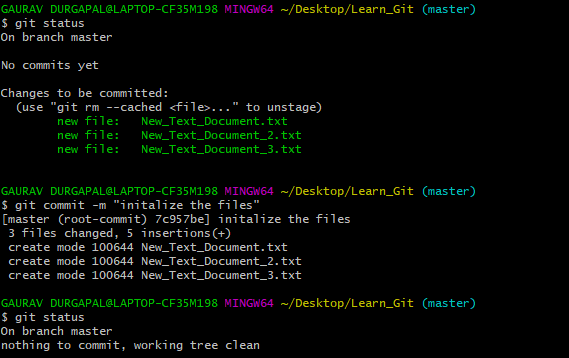 GAURAV DURGAPAL@LAPTOP-CF35M198 MINGW64 ~/Desktop/Learn_Git (master)
$ git status
On branch master
No commits yet
Changes to be committed:
  (use "git rm --cached <file>..." to unstage)
        new file:   New_Text_Document.txt
        new file:   New_Text_Document_2.txt
        new file:   New_Text_Document_3.txt
GAURAV DURGAPAL@LAPTOP-CF35M198 MINGW64 ~/Desktop/Learn_Git (master)
$ git commit -m "initalize the files"
[master (root-commit) 7c957be] initalize the files
 3 files changed, 5 insertions(+)
 create mode 100644 New_Text_Document.txt
 create mode 100644 New_Text_Document_2.txt
 create mode 100644 New_Text_Document_3.txt
GAURAV DURGAPAL@LAPTOP-CF35M198 MINGW64 ~/Desktop/Learn_Git (master)
$ git status
On branch master
nothing to commit, working tree clean